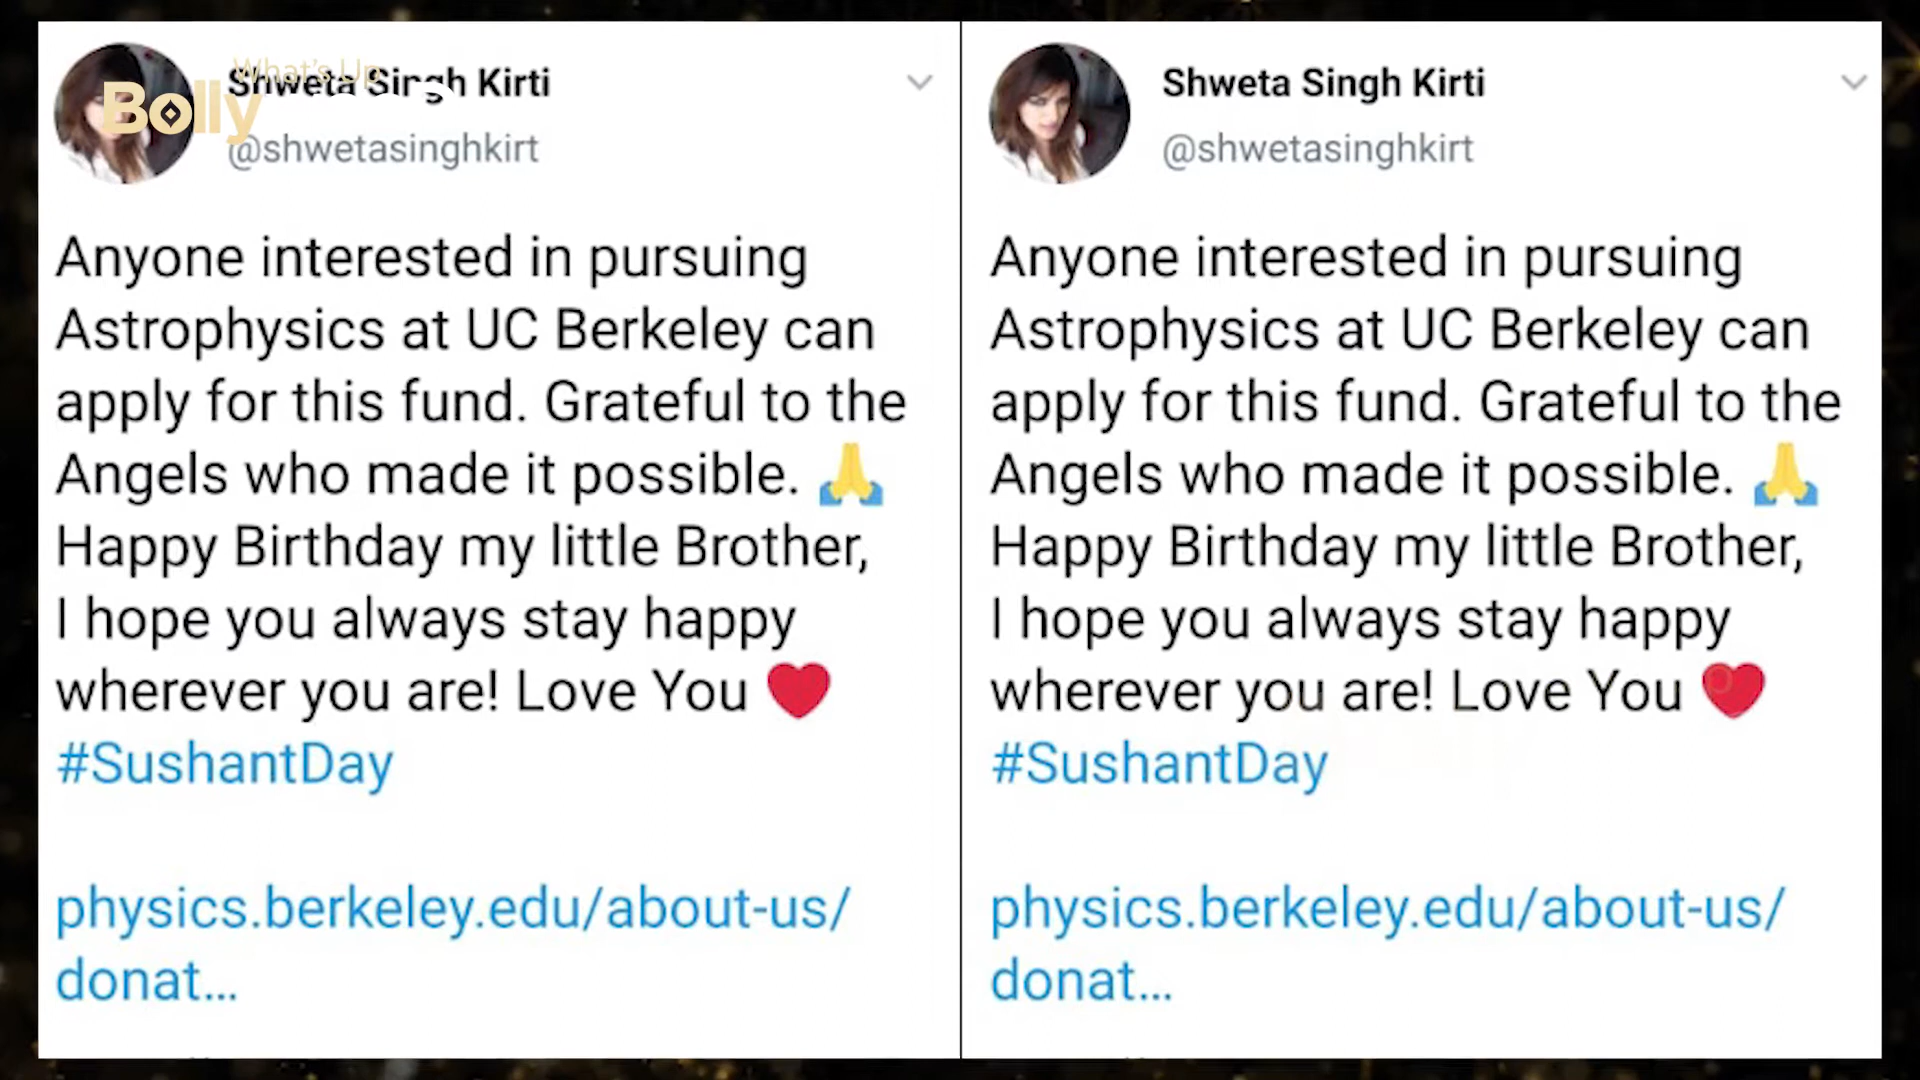 What's Up
Bolly
Shweta Singh Kirti
@shwetasinghkirt
Anyone interested in pursuing
Astrophysics at UC Berkeley can
apply for this fund. Grateful to the
Angels who made it possible. 🙏
Happy Birthday my little Brother,
I hope you always stay happy
wherever you are! Love You ❤️
#SushantDay
physics.berkeley.edu/about-us/
donat...
Shweta Singh Kirti
@shwetasinghkirt
Anyone interested in pursuing
Astrophysics at UC Berkeley can
apply for this fund. Grateful to the
Angels who made it possible. 🙏
Happy Birthday my little Brother,
I hope you always stay happy
wherever you are! Love You ❤️
#SushantDay
physics.berkeley.edu/about-us/
donat...